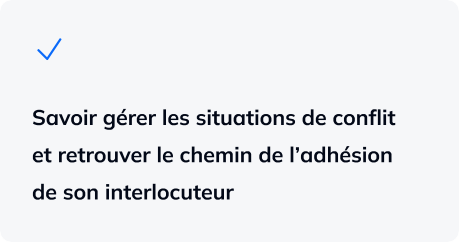 Savoir gérer les situations de conflit
et retrouver le chemin de l’adhésion
de son interlocuteur